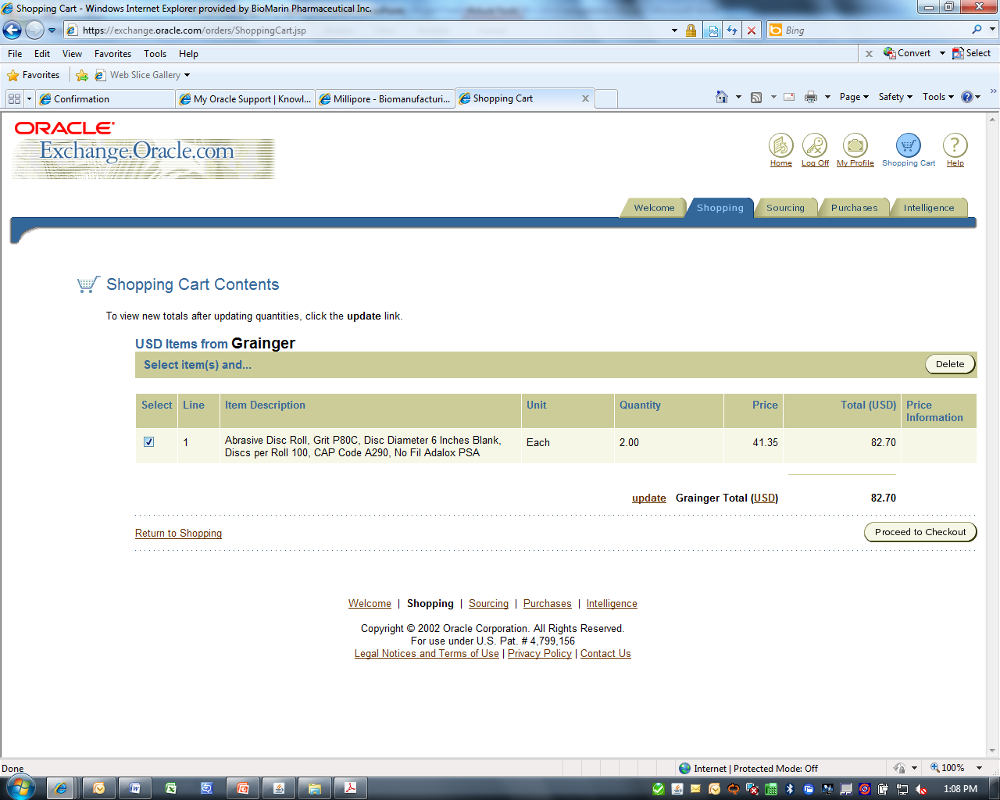 Shopping Cart - Windows Internet Explorer provided by BioMarin Pharmaceutical Inc.
https://exchange.oracle.com/orders/ShoppingCart.jsp
Bing
File Edit View Favorites Tools Help
x Convert Select
Favorites Web Slice Gallery
Confirmation My Oracle Support | Knowl... Millipore - Biomanufacturi... Shopping Cart x
Page Safety Tools »
ORACLE
Exchange.Oracle.com
Home Log Off My Profile Shopping Cart Help
Welcome Shopping Sourcing Purchases Intelligence
Shopping Cart Contents
To view new totals after updating quantities, click the update link.
USD Items from Grainger
Select item(s) and... Delete
Select Line Item Description Unit Quantity Price Total (USD) Price
Information
1 Abrasive Disc Roll, Grit P80C, Disc Diameter 6 Inches Blank, Each 2.00 41.35 82.70
Discs per Roll 100, CAP Code A290, No Fil Adalox PSA
update Grainger Total (USD) 82.70
Return to Shopping Proceed to Checkout
Welcome | Shopping | Sourcing | Purchases | Intelligence
Copyright © 2002 Oracle Corporation. All Rights Reserved.
For use under U.S. Pat. # 4,799,156
Legal Notices and Terms of Use | Privacy Policy | Contact Us
Done Internet | Protected Mode: Off 100%
1:08 PM